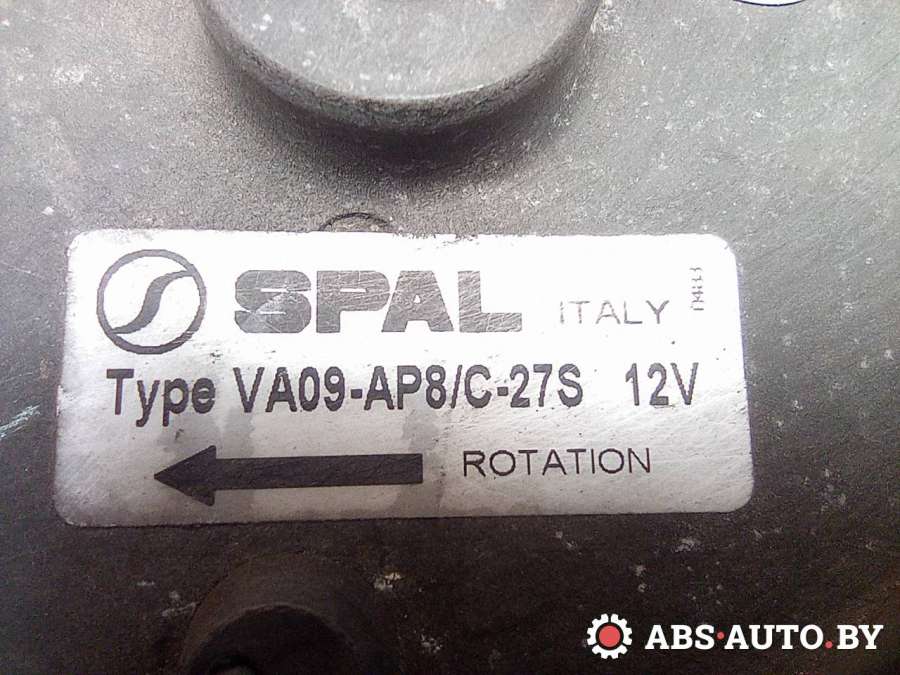 SPAL ITALY
Type VA09-AP8/C-27S 12V
ROTATION
ABS·AUTO.BY